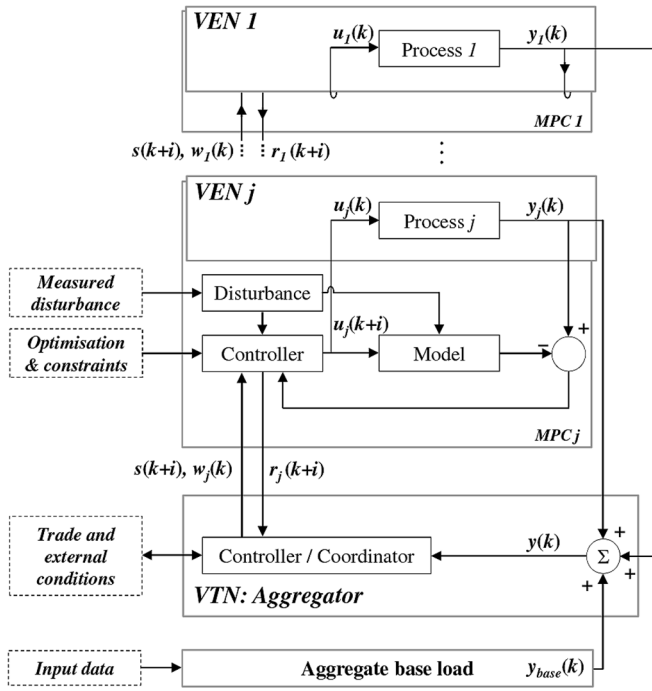 VEN 1
u1(k)
Process 1
y1(k)
MPC 1
s(k+i), w1(k)
r1(k+i)
VEN j
uj(k)
Process j
yj(k)
Measured
disturbance
Disturbance
Optimisation
& constraints
Controller
uj(k+i)
Model
–
+
MPC j
s(k+i), wj(k)
rj(k+i)
Trade and
external
conditions
Controller / Coordinator
y(k)
Σ
+
+
+
VTN: Aggregator
Input data
Aggregate base load
ybase(k)